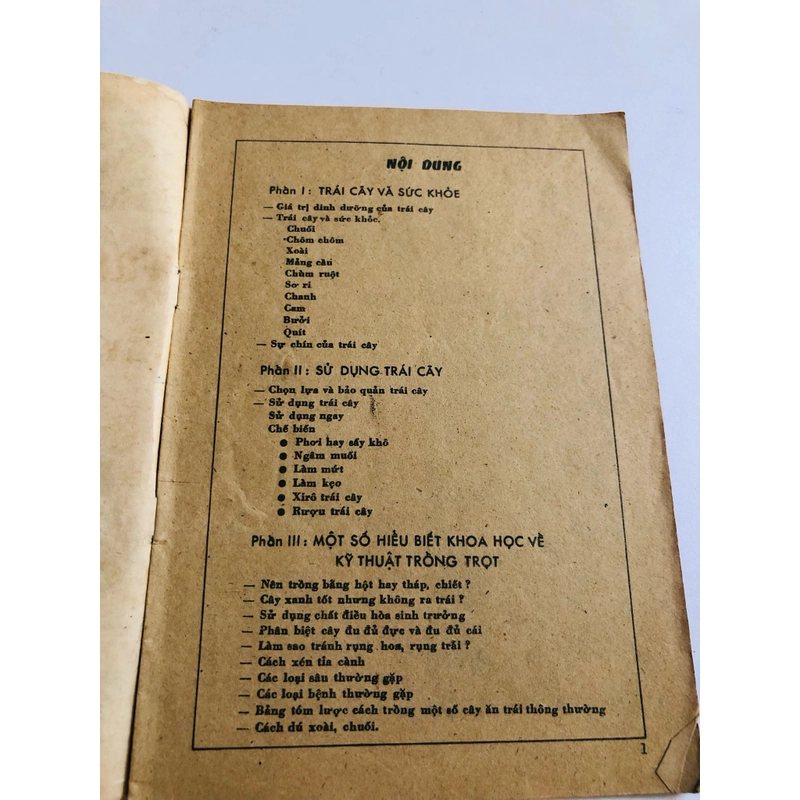 NỘI DUNG
Phần I : TRÁI CÂY VÀ SỨC KHỎE
— Giá trị dinh dưỡng của trái cây
— Trái cây và sức khỏe.
Chuối
Chôm chôm
Xoài
Mãng cầu
Chùm ruột
Sơ ri
Chanh
Cam
Bưởi
Quít
— Sự chín của trái cây
Phần II : SỬ DỤNG TRÁI CÂY
— Chọn lựa và bảo quản trái cây
— Sử dụng trái cây
Sử dụng ngay
Chế biến
● Phơi hay sấy khô
● Ngâm muối
● Làm mứt
● Làm kẹo
● Xirô trái cây
● Rượu trái cây
Phần III : MỘT SỐ HIỂU BIẾT KHOA HỌC VỀ
KỸ THUẬT TRỒNG TRỌT
— Nên trồng bằng hột hay tháp, chiết ?
— Cây xanh tốt nhưng không ra trái ?
— Sử dụng chất điều hòa sinh trưởng
— Phân biệt cây đu đủ đực và đu đủ cái
— Làm sao tránh rụng hoa, rụng trái ?
— Cách xén tỉa cành
— Các loại sâu thường gặp
— Các loại bệnh thường gặp
— Bảng tóm lược cách trồng một số cây ăn trái thông thường
— Cách dú xoài, chuối.
1